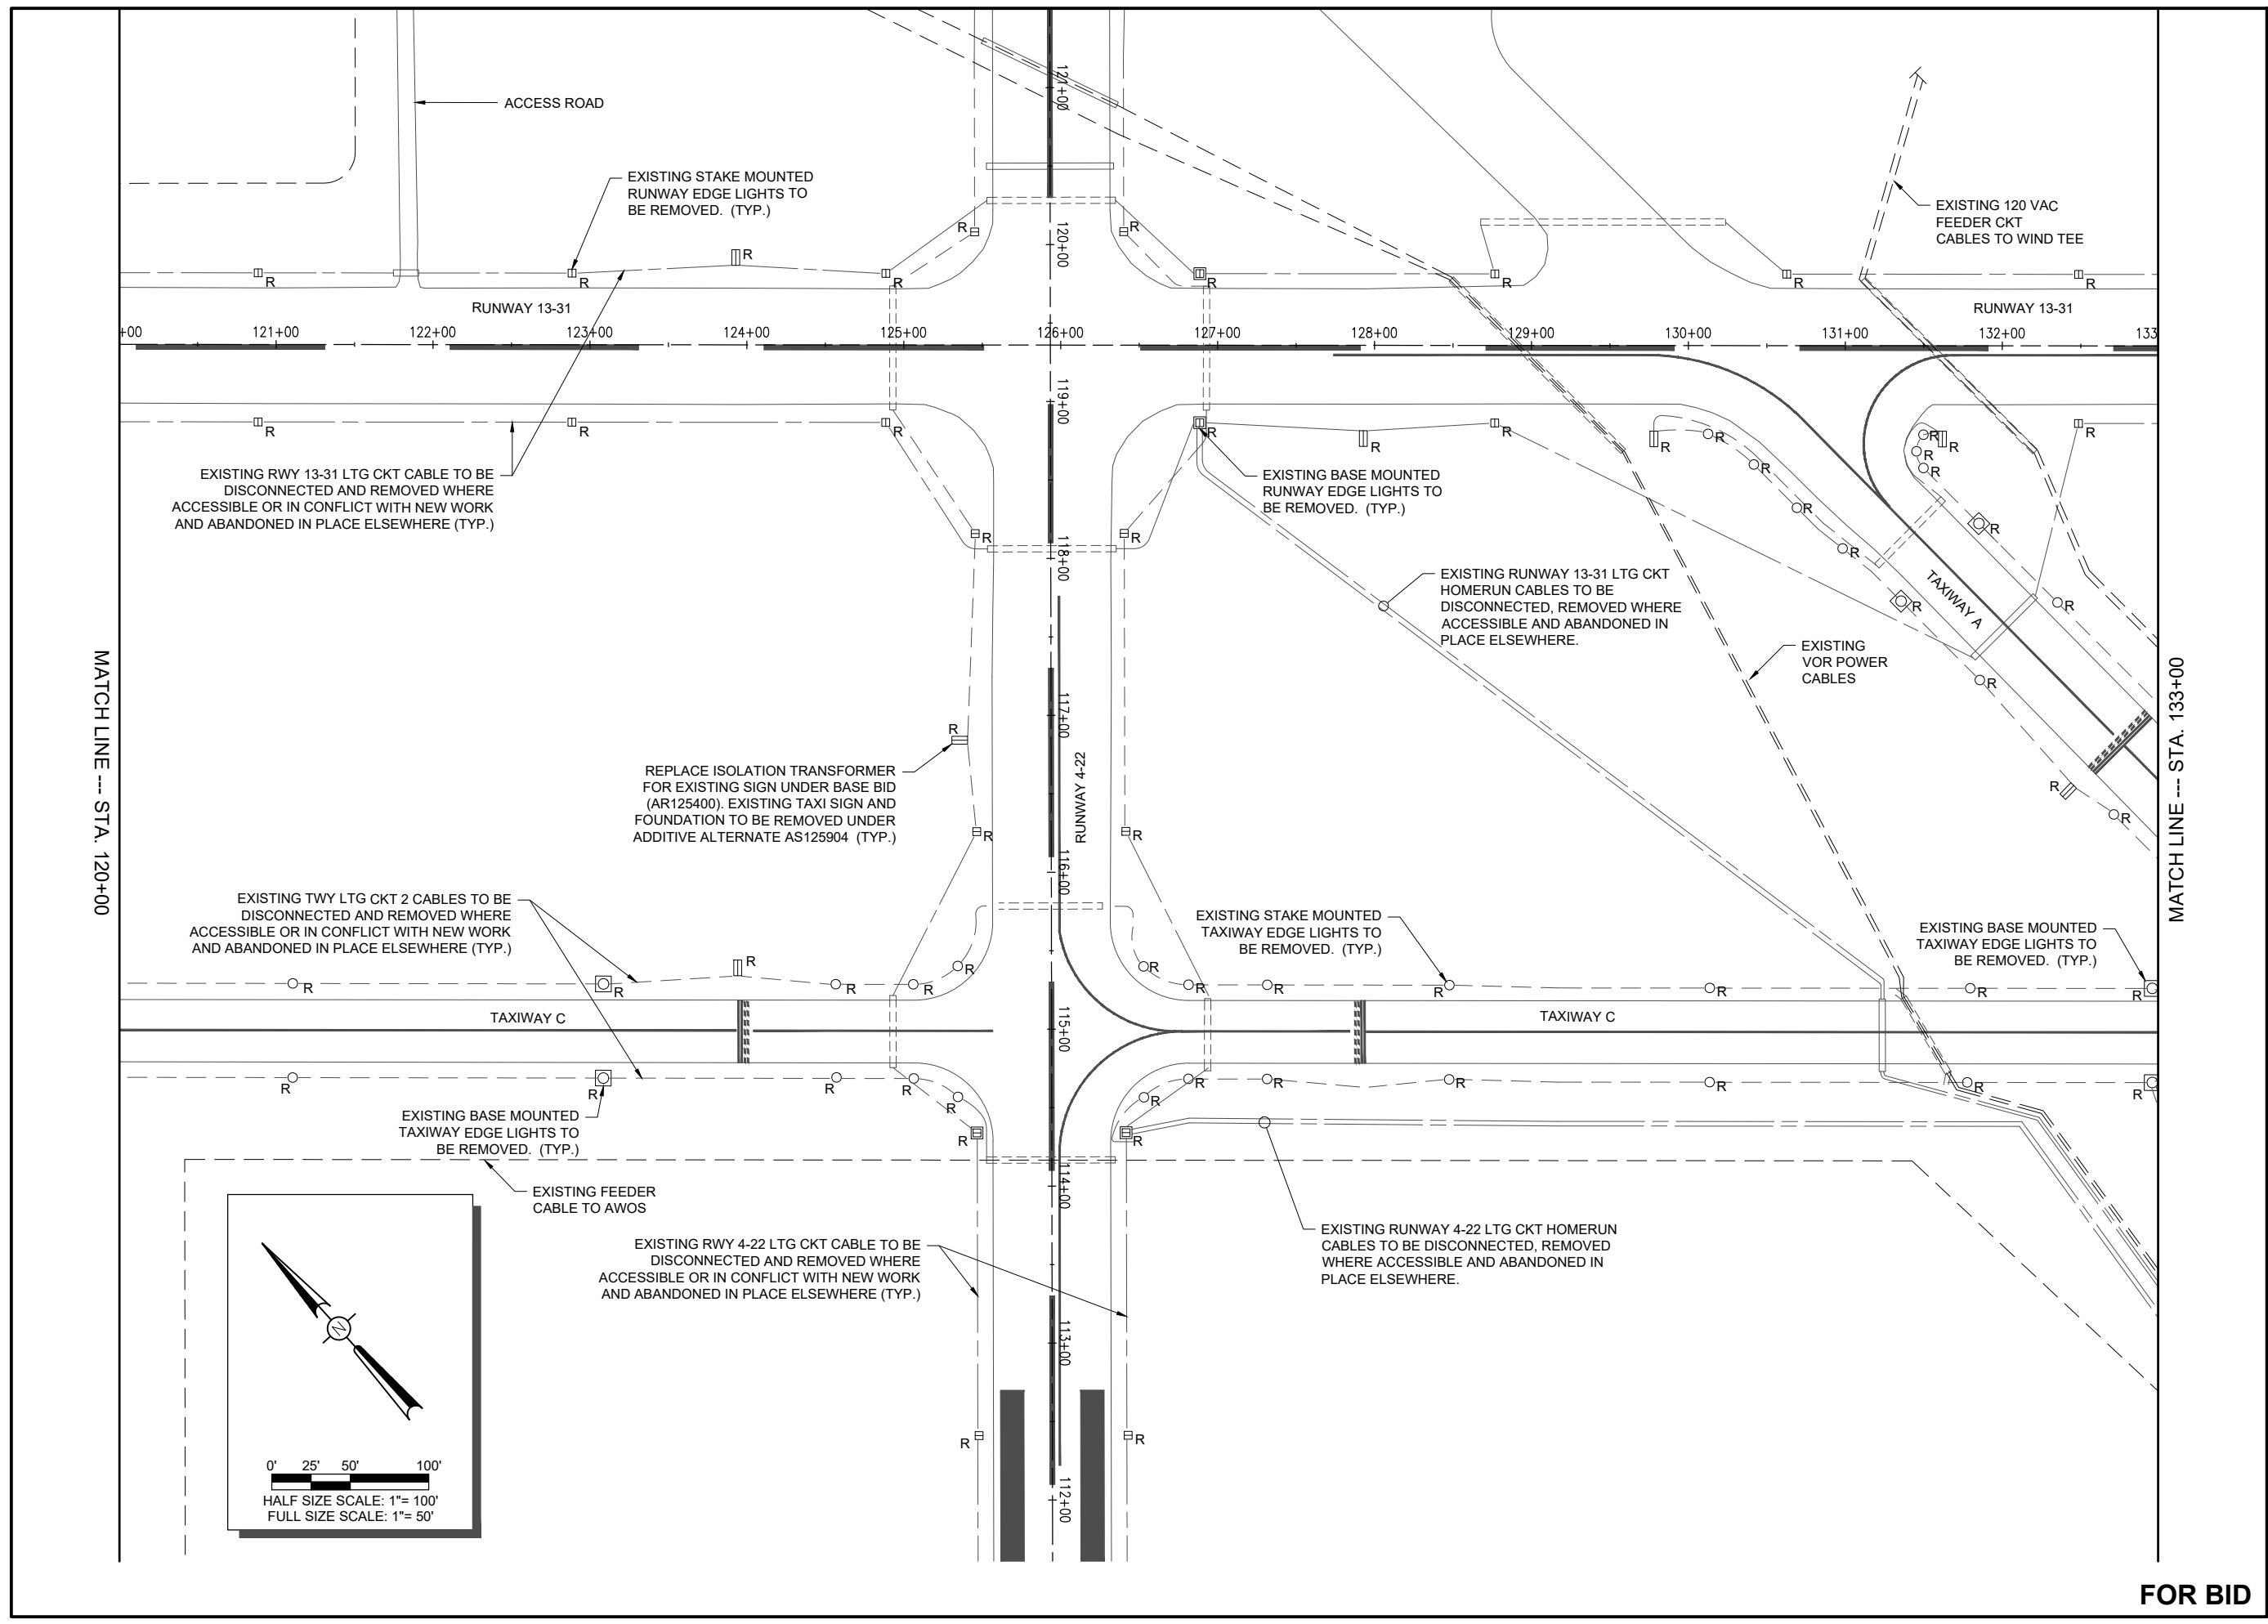 ACCESS ROAD
EXISTING STAKE MOUNTED
RUNWAY EDGE LIGHTS TO
BE REMOVED. (TYP.)
EXISTING 120 VAC
FEEDER CKT
CABLES TO WIND TEE
121+00
120+00
R
R
R
R
R
R
R
R
R
R
R
RUNWAY 13-31
RUNWAY 13-31
+00
121+00
122+00
123+00
124+00
125+00
126+00
127+00
128+00
129+00
130+00
131+00
132+00
133
119+00
R
R
R
R
R
R
R
R
R
R
R
R
R
R
EXISTING RWY 13-31 LTG CKT CABLE TO BE
DISCONNECTED AND REMOVED WHERE
ACCESSIBLE OR IN CONFLICT WITH NEW WORK
AND ABANDONED IN PLACE ELSEWHERE (TYP.)
EXISTING BASE MOUNTED
RUNWAY EDGE LIGHTS TO
BE REMOVED. (TYP.)
R
R
R
R
R
118+00
EXISTING RUNWAY 13-31 LTG CKT
HOMERUN CABLES TO BE
DISCONNECTED, REMOVED WHERE
ACCESSIBLE AND ABANDONED IN
PLACE ELSEWHERE.
TAXIWAY A
R
R
R
EXISTING
VOR POWER
CABLES
MATCH LINE --- STA. 120+00
MATCH LINE --- STA. 133+00
117+00
R
RUNWAY 4-22
REPLACE ISOLATION TRANSFORMER
FOR EXISTING SIGN UNDER BASE BID
(AR125400). EXISTING TAXI SIGN AND
FOUNDATION TO BE REMOVED UNDER
ADDITIVE ALTERNATE AS125904 (TYP.)
R
R
R
R
116+00
EXISTING TWY LTG CKT 2 CABLES TO BE
DISCONNECTED AND REMOVED WHERE
ACCESSIBLE OR IN CONFLICT WITH NEW WORK
AND ABANDONED IN PLACE ELSEWHERE (TYP.)
EXISTING STAKE MOUNTED
TAXIWAY EDGE LIGHTS TO
BE REMOVED. (TYP.)
EXISTING BASE MOUNTED
TAXIWAY EDGE LIGHTS TO
BE REMOVED. (TYP.)
R
R
R
R
R
R
R
R
R
R
R
R
R
TAXIWAY C
TAXIWAY C
115+00
R
R
R
R
R
R
R
R
R
R
R
R
R
R
EXISTING BASE MOUNTED
TAXIWAY EDGE LIGHTS TO
BE REMOVED. (TYP.)
114+00
EXISTING FEEDER
CABLE TO AWOS
EXISTING RUNWAY 4-22 LTG CKT HOMERUN
CABLES TO BE DISCONNECTED, REMOVED
WHERE ACCESSIBLE AND ABANDONED IN
PLACE ELSEWHERE.
EXISTING RWY 4-22 LTG CKT CABLE TO BE
DISCONNECTED AND REMOVED WHERE
ACCESSIBLE OR IN CONFLICT WITH NEW WORK
AND ABANDONED IN PLACE ELSEWHERE (TYP.)
N
113+00
R
R
112+00
0' 25' 50' 100'
HALF SIZE SCALE: 1"= 100'
FULL SIZE SCALE: 1"= 50'
FOR BID